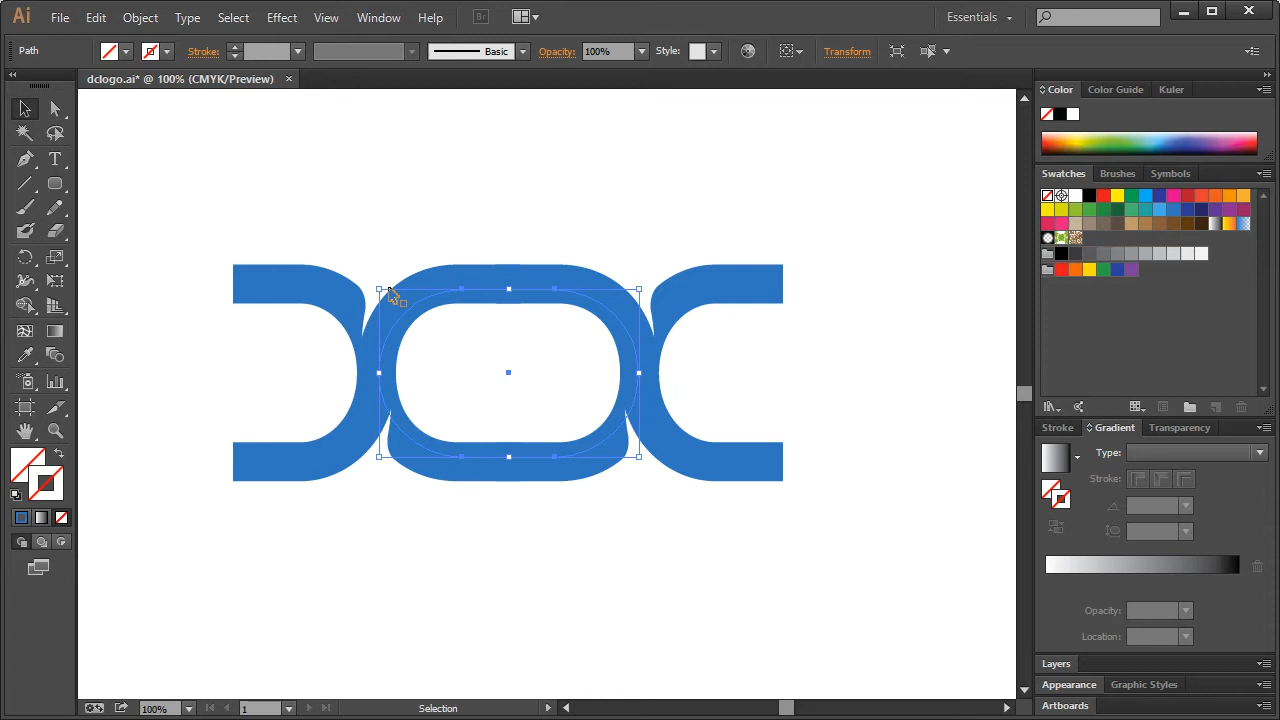 Ai File Edit Object Type Select Effect View Window Help Br Essentials
Path Stroke: Basic Opacity: 100% Style: Transform
dclogo.ai* @ 100% (CMYK/Preview)
Color Color Guide Kuler
Swatches Brushes Symbols
T
Stroke Gradient Transparency
Type:
Stroke:
Opacity:
Location:
Layers
Appearance Graphic Styles
Artboards
100% 1 Selection